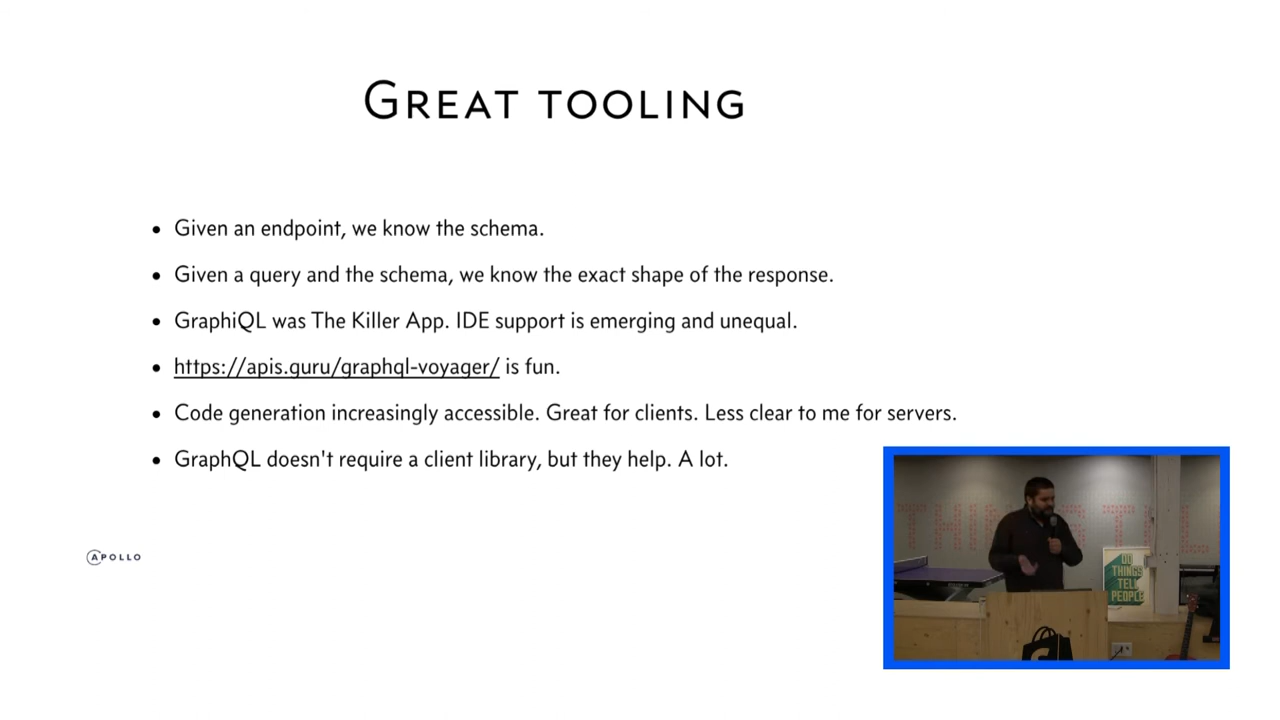 Great tooling
Given an endpoint, we know the schema.
Given a query and the schema, we know the exact shape of the response.
GraphiQL was The Killer App. IDE support is emerging and unequal.
https://apis.guru/graphql-voyager/ is fun.
Code generation increasingly accessible. Great for clients. Less clear to me for servers.
GraphQL doesn't require a client library, but they help. A lot.
APOLLO
DO
THINGS
TELL
PEOPLE